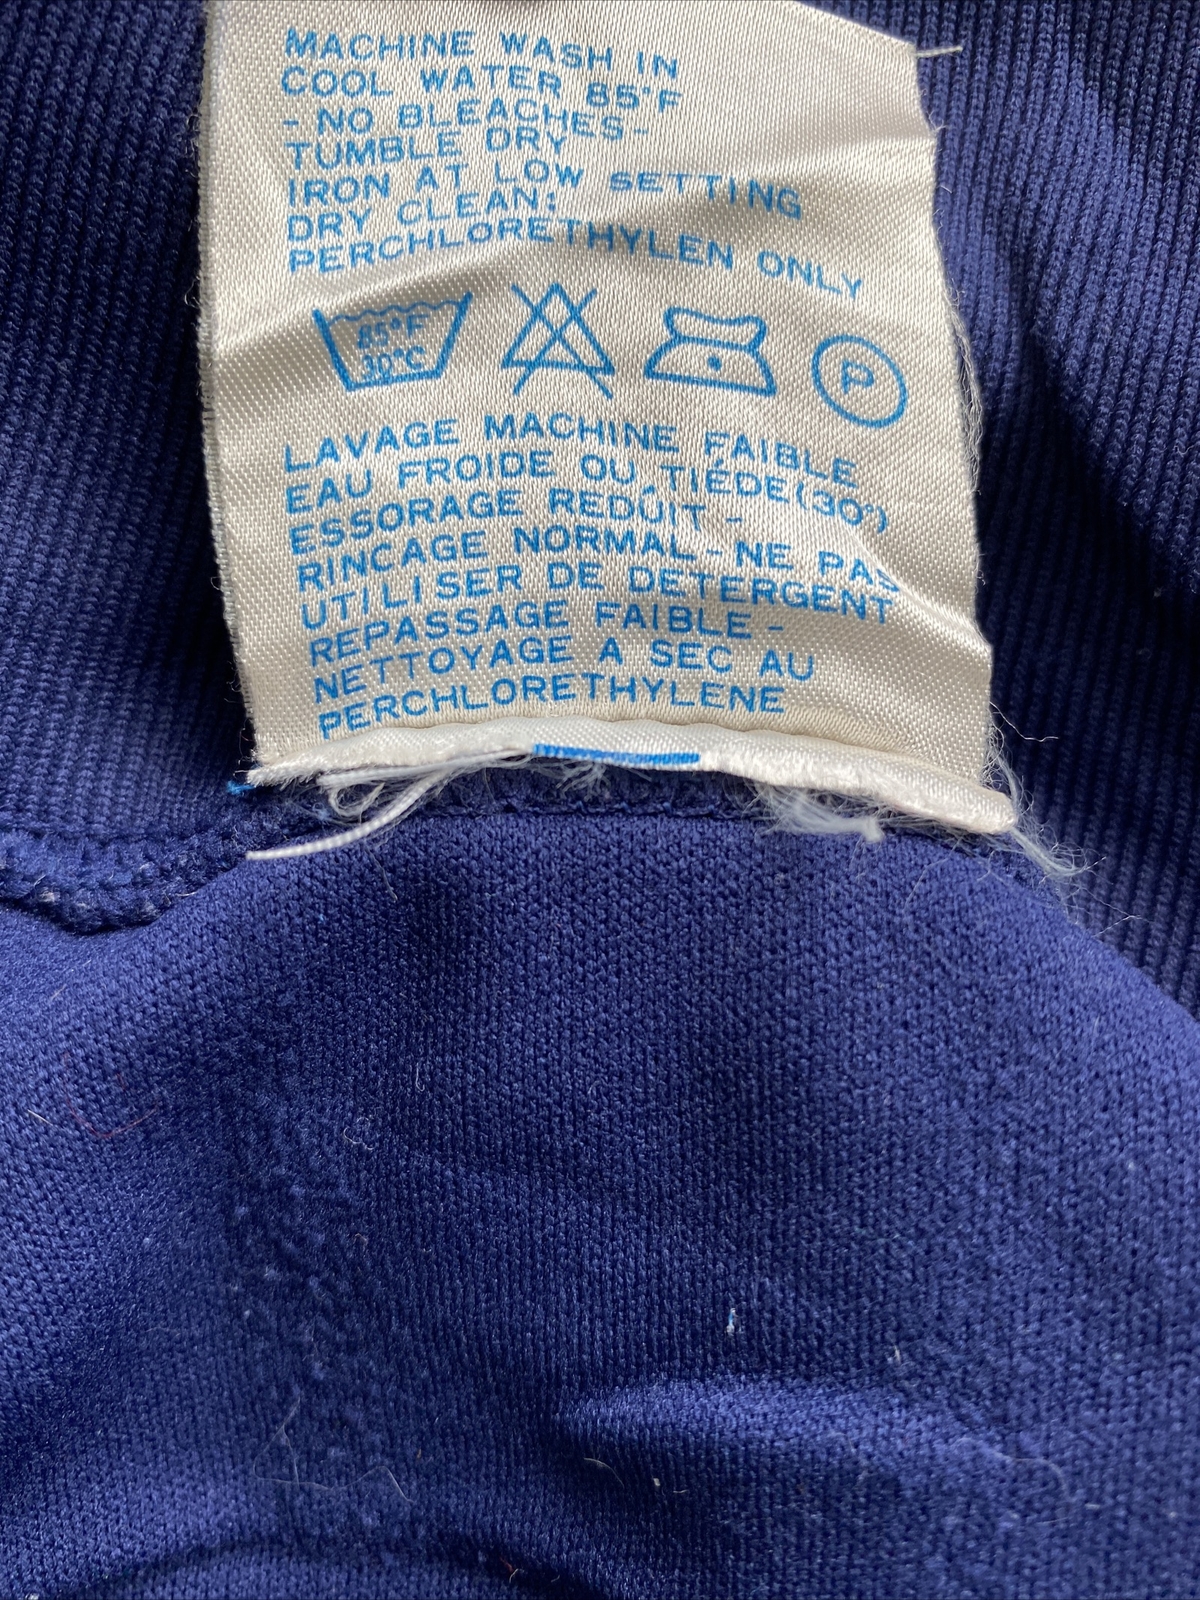 MACHINE WASH IN
COOL WATER 85°F
- NO BLEACHES -
TUMBLE DRY
IRON AT LOW SETTING
DRY CLEAN:
PERCHLORETHYLEN ONLY
85°F
30°C
P
LAVAGE MACHINE FAIBLE
EAU FROIDE OU TIÉDE (30°)
ESSORAGE REDUIT -
RINCAGE NORMAL - NE PAS
UTILISER DE DETERGENT
REPASSAGE FAIBLE -
NETTOYAGE A SEC AU
PERCHLORETHYLENE